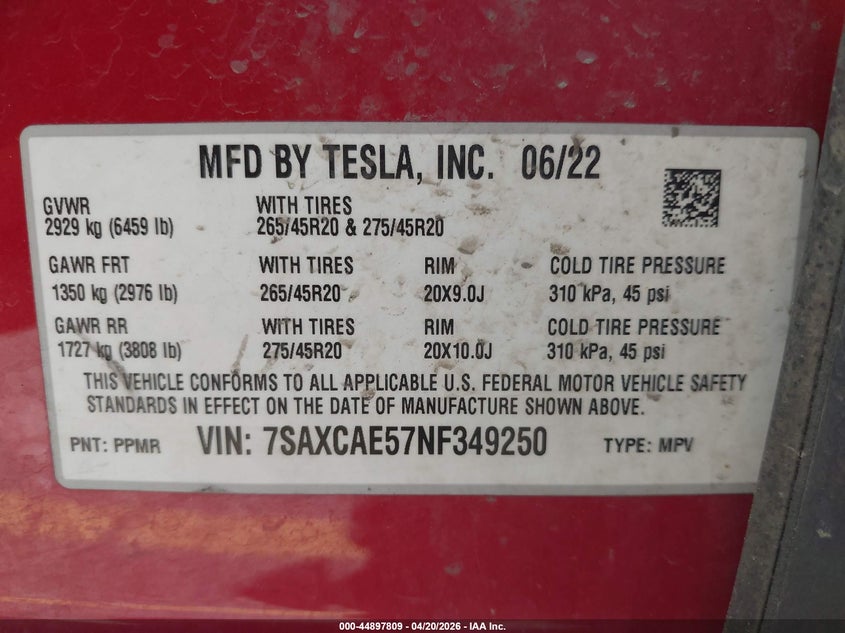 MFD BY TESLA, INC. 06/22
GVWR WITH TIRES
2929 kg (6459 lb) 265/45R20 & 275/45R20
GAWR FRT WITH TIRES RIM COLD TIRE PRESSURE
1350 kg (2976 lb) 265/45R20 20X9.0J 310 kPa, 45 psi
GAWR RR WITH TIRES RIM COLD TIRE PRESSURE
1727 kg (3808 lb) 275/45R20 20X10.0J 310 kPa, 45 psi
THIS VEHICLE CONFORMS TO ALL APPLICABLE U.S. FEDERAL MOTOR VEHICLE SAFETY
STANDARDS IN EFFECT ON THE DATE OF MANUFACTURE SHOWN ABOVE.
PNT: PPMR VIN: 7SAXCAE57NF349250 TYPE: MPV
000-44897809 - 04/20/2026 - IAA Inc.